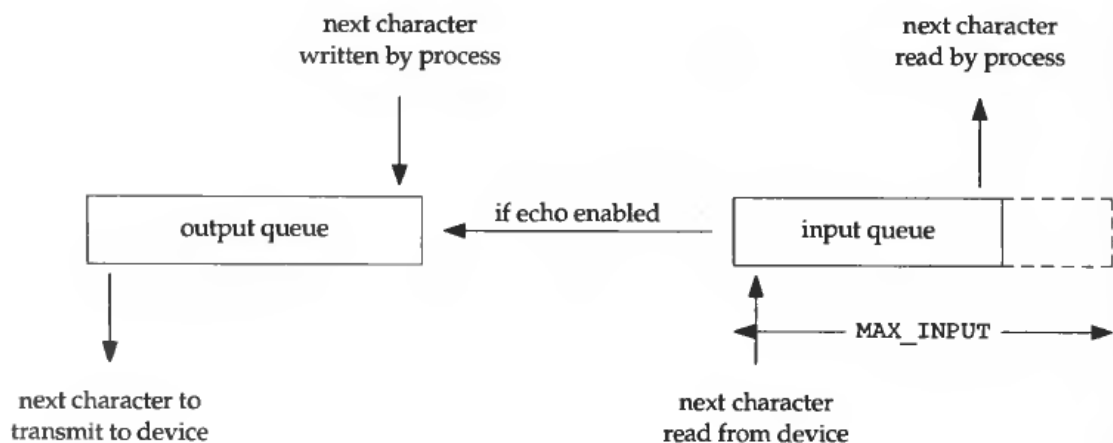 next character
written by process
next character
read by process
output queue
if echo enabled
input queue
MAX_INPUT
next character to
transmit to device
next character
read from device